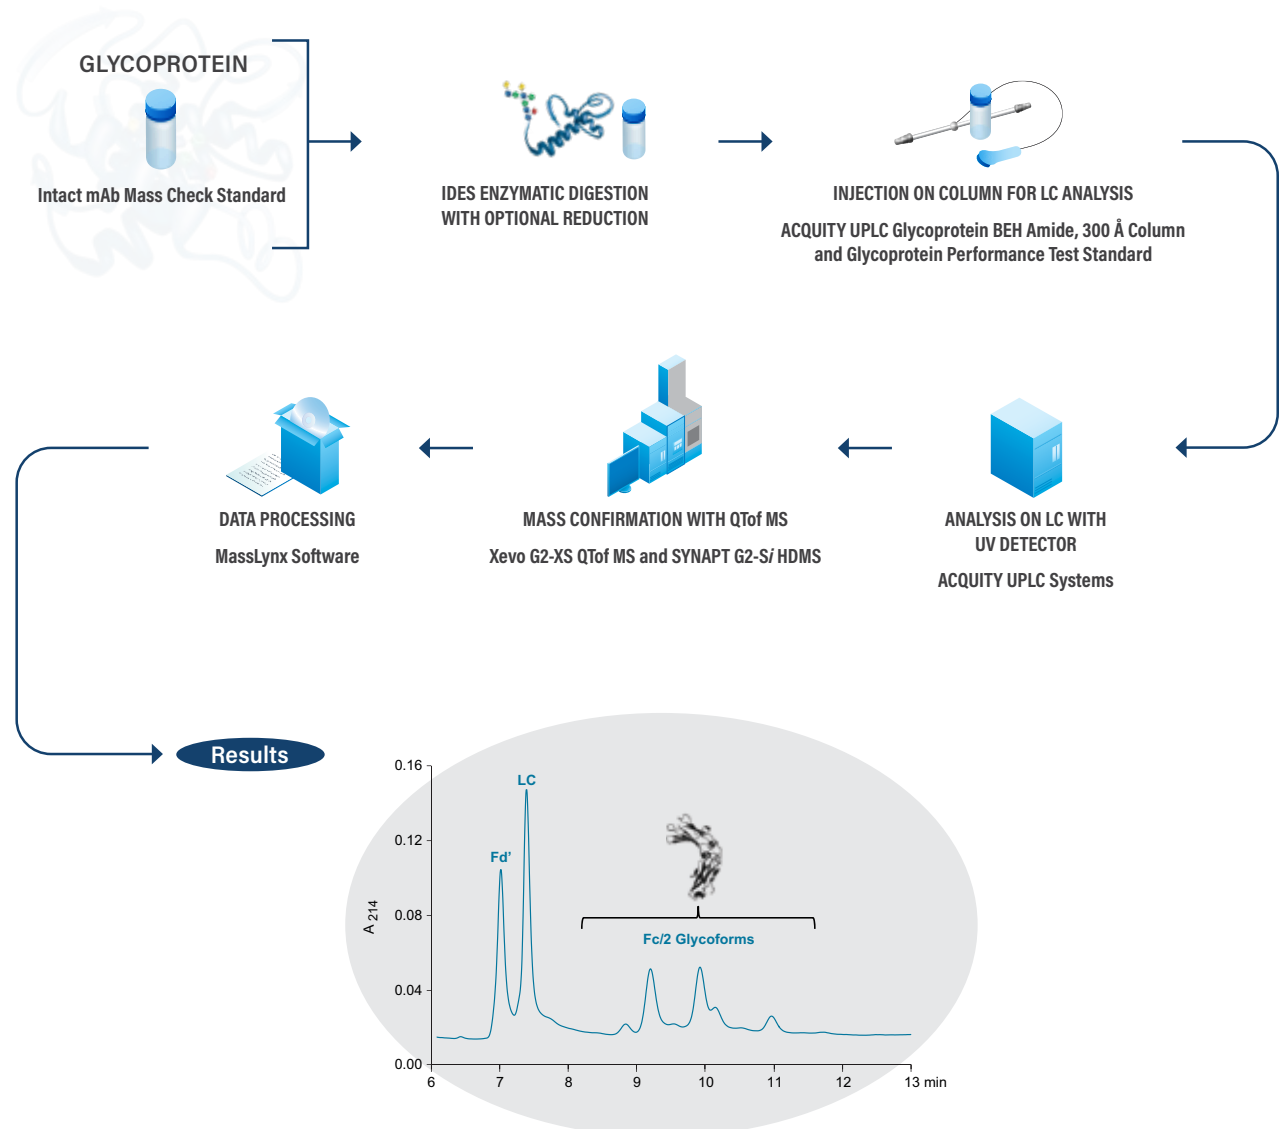 GLYCOPROTEIN
Intact mAb Mass Check Standard
IDES ENZYMATIC DIGESTION
WITH OPTIONAL REDUCTION
INJECTION ON COLUMN FOR LC ANALYSIS
ACQUITY UPLC Glycoprotein BEH Amide, 300 Å Column
and Glycoprotein Performance Test Standard
ANALYSIS ON LC WITH
UV DETECTOR
ACQUITY UPLC Systems
MASS CONFIRMATION WITH QTof MS
Xevo G2-XS QTof MS and SYNAPT G2-Si HDMS
DATA PROCESSING
MassLynx Software
Results
0.16
0.12
0.08
0.04
0.00
A 214
LC
Fd’
Fc/2 Glycoforms
6 7 8 9 10 11 12 13 min